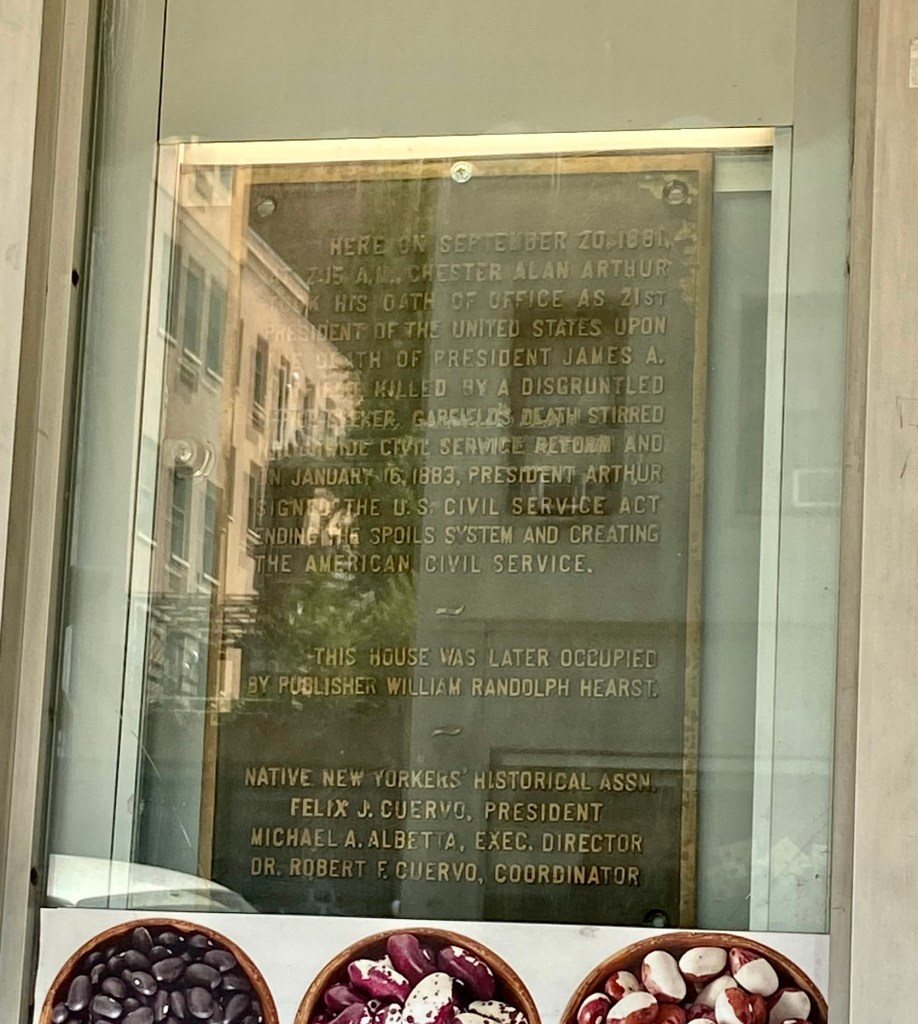 HERE ON SEPTEMBER 20, 1881,
AT 2:15 A.M., CHESTER ALAN ARTHUR
TOOK HIS OATH OF OFFICE AS 21ST
PRESIDENT OF THE UNITED STATES UPON
THE DEATH OF PRESIDENT JAMES A.
KILLED BY A DISGRUNTLED
SEEKER. GARFIELD'S DEATH STIRRED
CIVIL SERVICE REFORM AND
ON JANUARY 16, 1883, PRESIDENT ARTHUR
SIGNED THE U.S. CIVIL SERVICE ACT
ENDING THE SPOILS SYSTEM AND CREATING
THE AMERICAN CIVIL SERVICE.
THIS HOUSE WAS LATER OCCUPIED
BY PUBLISHER WILLIAM RANDOLPH HEARST.
NATIVE NEW YORKERS' HISTORICAL ASSN.
FELIX J. CUERVO, PRESIDENT
MICHAEL A. ALBETTA, EXEC. DIRECTOR
DR. ROBERT F. CUERVO, COORDINATOR